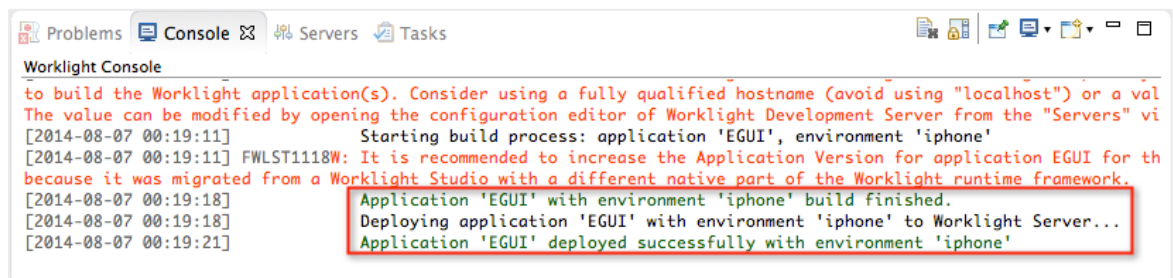 Problems Console Servers Tasks
Worklight Console
to build the Worklight application(s). Consider using a fully qualified hostname (avoid using "localhost") or a val
The value can be modified by opening the configuration editor of Worklight Development Server from the "Servers" vi
[2014-08-07 00:19:11] Starting build process: application 'EGUI', environment 'iphone'
[2014-08-07 00:19:11] FWLST1118W: It is recommended to increase the Application Version for application EGUI for th
because it was migrated from a Worklight Studio with a different native part of the Worklight runtime framework.
[2014-08-07 00:19:18] Application 'EGUI' with environment 'iphone' build finished.
[2014-08-07 00:19:18] Deploying application 'EGUI' with environment 'iphone' to Worklight Server...
[2014-08-07 00:19:21] Application 'EGUI' deployed successfully with environment 'iphone'